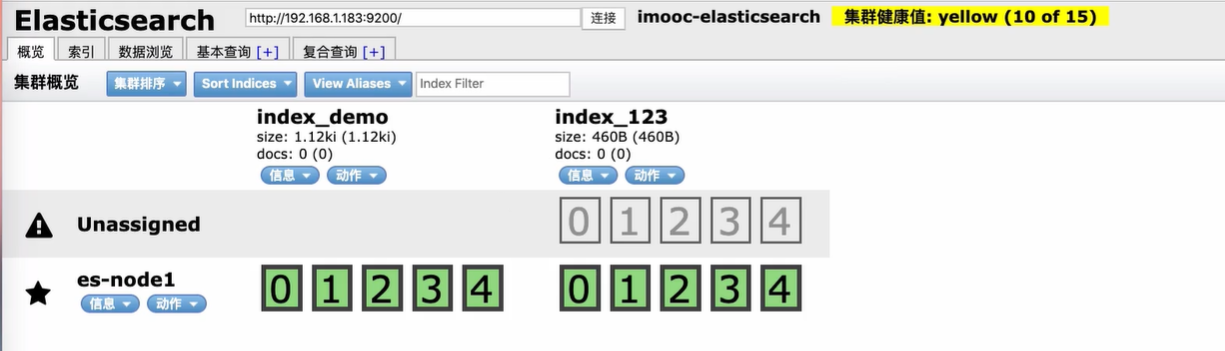 Elasticsearch http://192.168.1.183:9200/ 连接 imooc-elasticsearch 集群健康值: yellow (10 of 15)
概览 索引 数据浏览 基本查询 [+] 复合查询 [+]
集群概览 集群排序 Sort Indices View Aliases Index Filter
index_demo index_123
size: 1.12ki (1.12ki) size: 460B (460B)
docs: 0 (0) docs: 0 (0)
信息 动作 信息 动作
Unassigned 0 1 2 3 4
es-node1 0 1 2 3 4 0 1 2 3 4
信息 动作